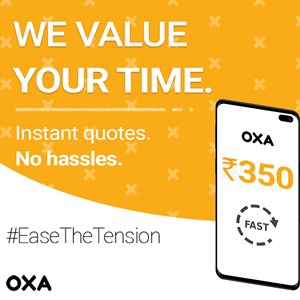 WE VALUE
YOUR TIME.
Instant quotes.
No hassles.
OXA
₹350
FAST
#EaseTheTension
OXA